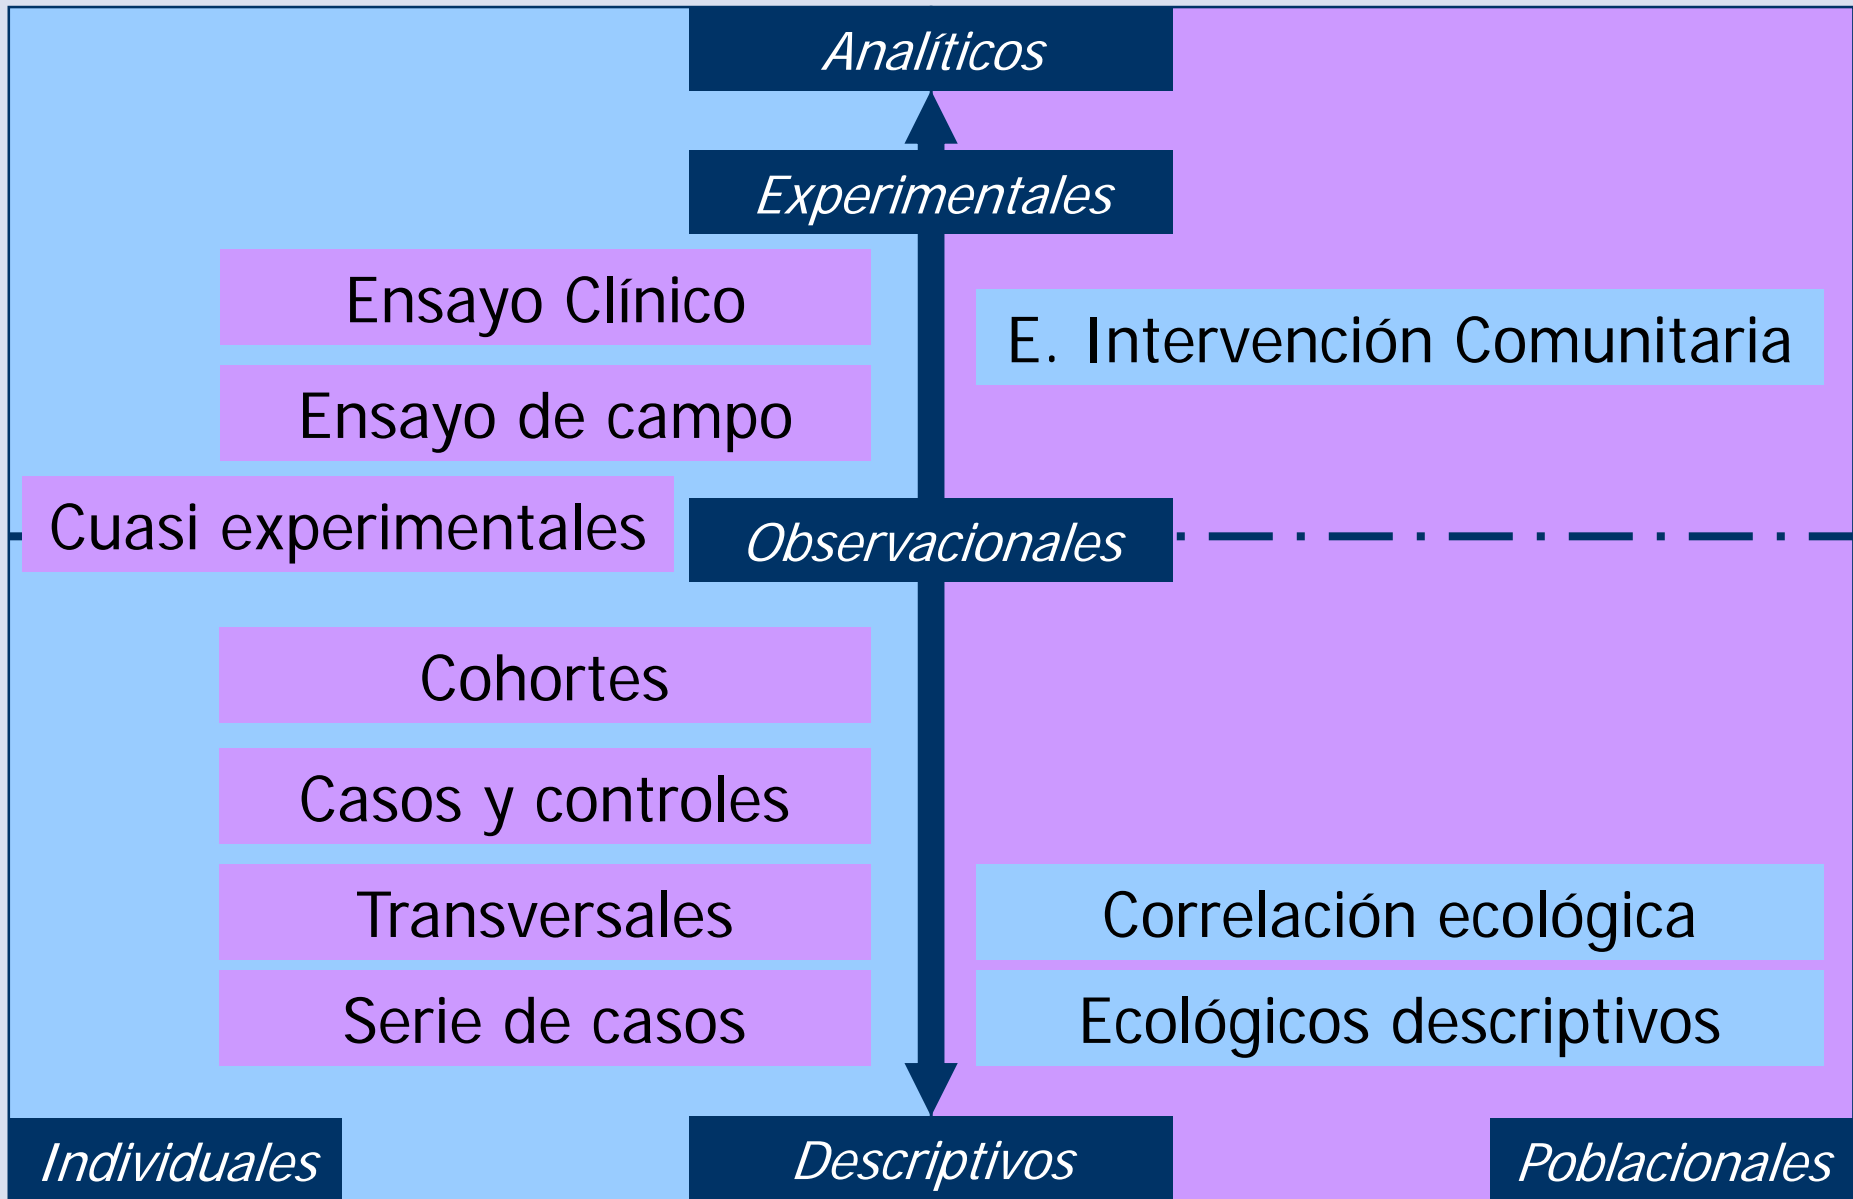 Analíticos
Experimentales
Ensayo Clínico
E. Intervención Comunitaria
Ensayo de campo
Cuasi experimentales
Observacionales
Cohortes
Casos y controles
Transversales
Correlación ecológica
Serie de casos
Ecológicos descriptivos
Individuales
Descriptivos
Poblacionales